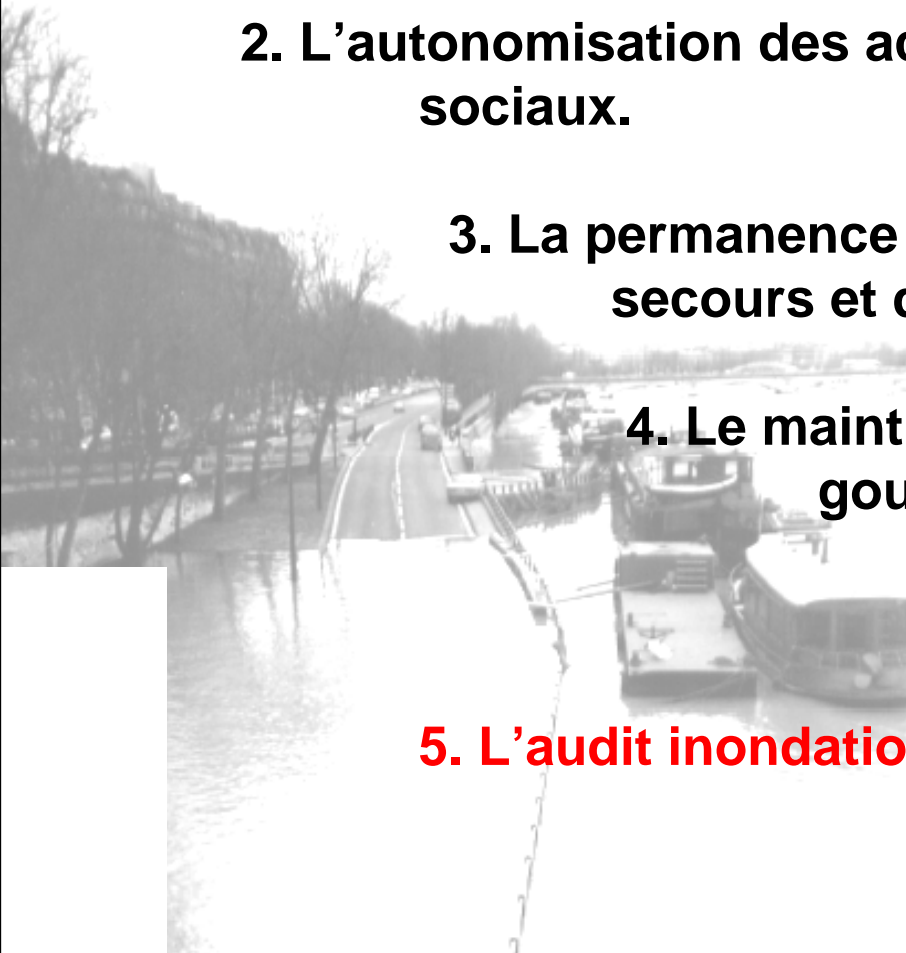 2. L’autonomisation des ac
sociaux.
3. La permanence
secours et
4. Le maint
gou
5. L’audit inondatio